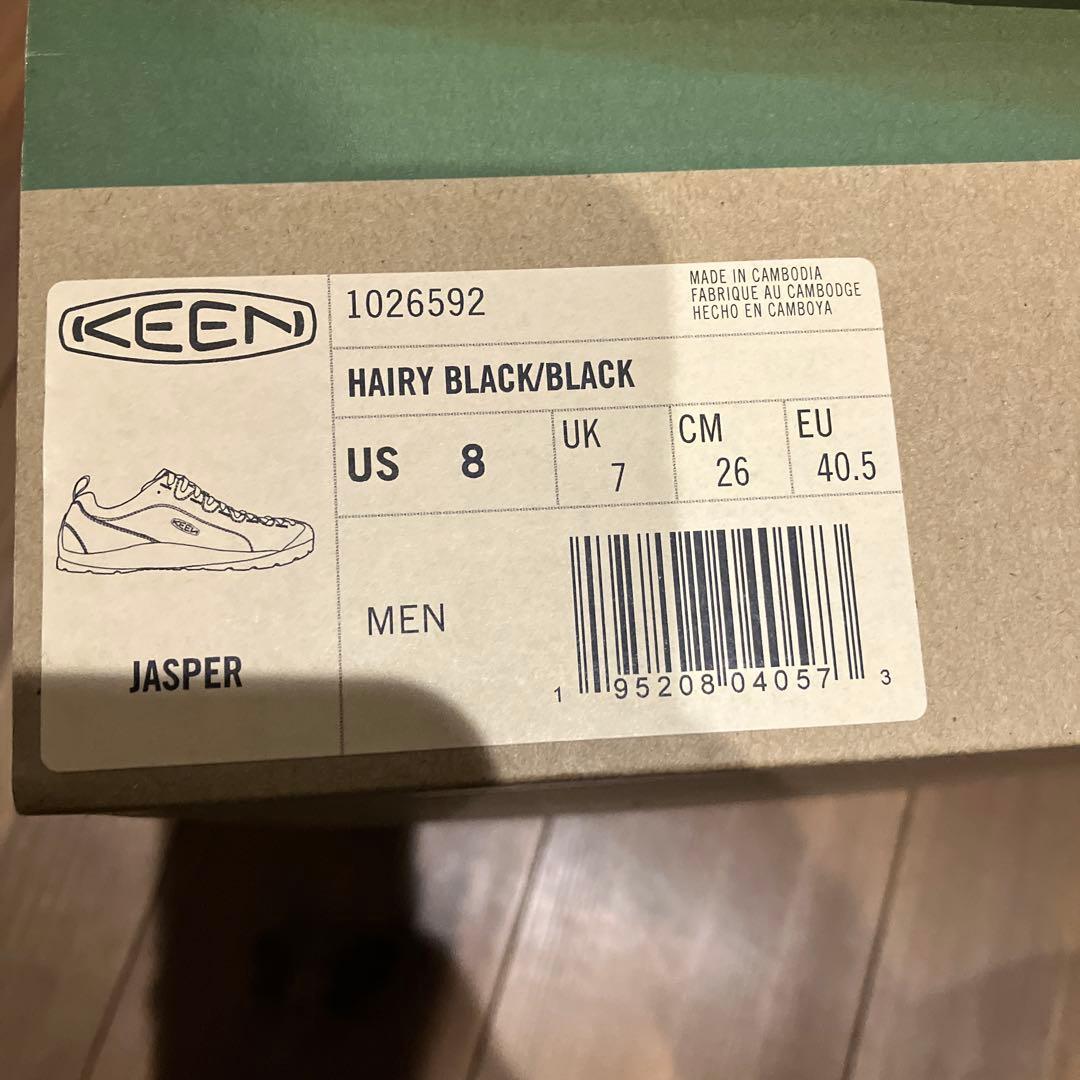 KEEN
1026592
MADE IN CAMBODIA
FABRIQUE AU CAMBODGE
HECHO EN CAMBOYA
HAIRY BLACK/BLACK
US 8
UK
7
CM
26
EU
40.5
KEEN
JASPER
MEN
1 95208 04057 3